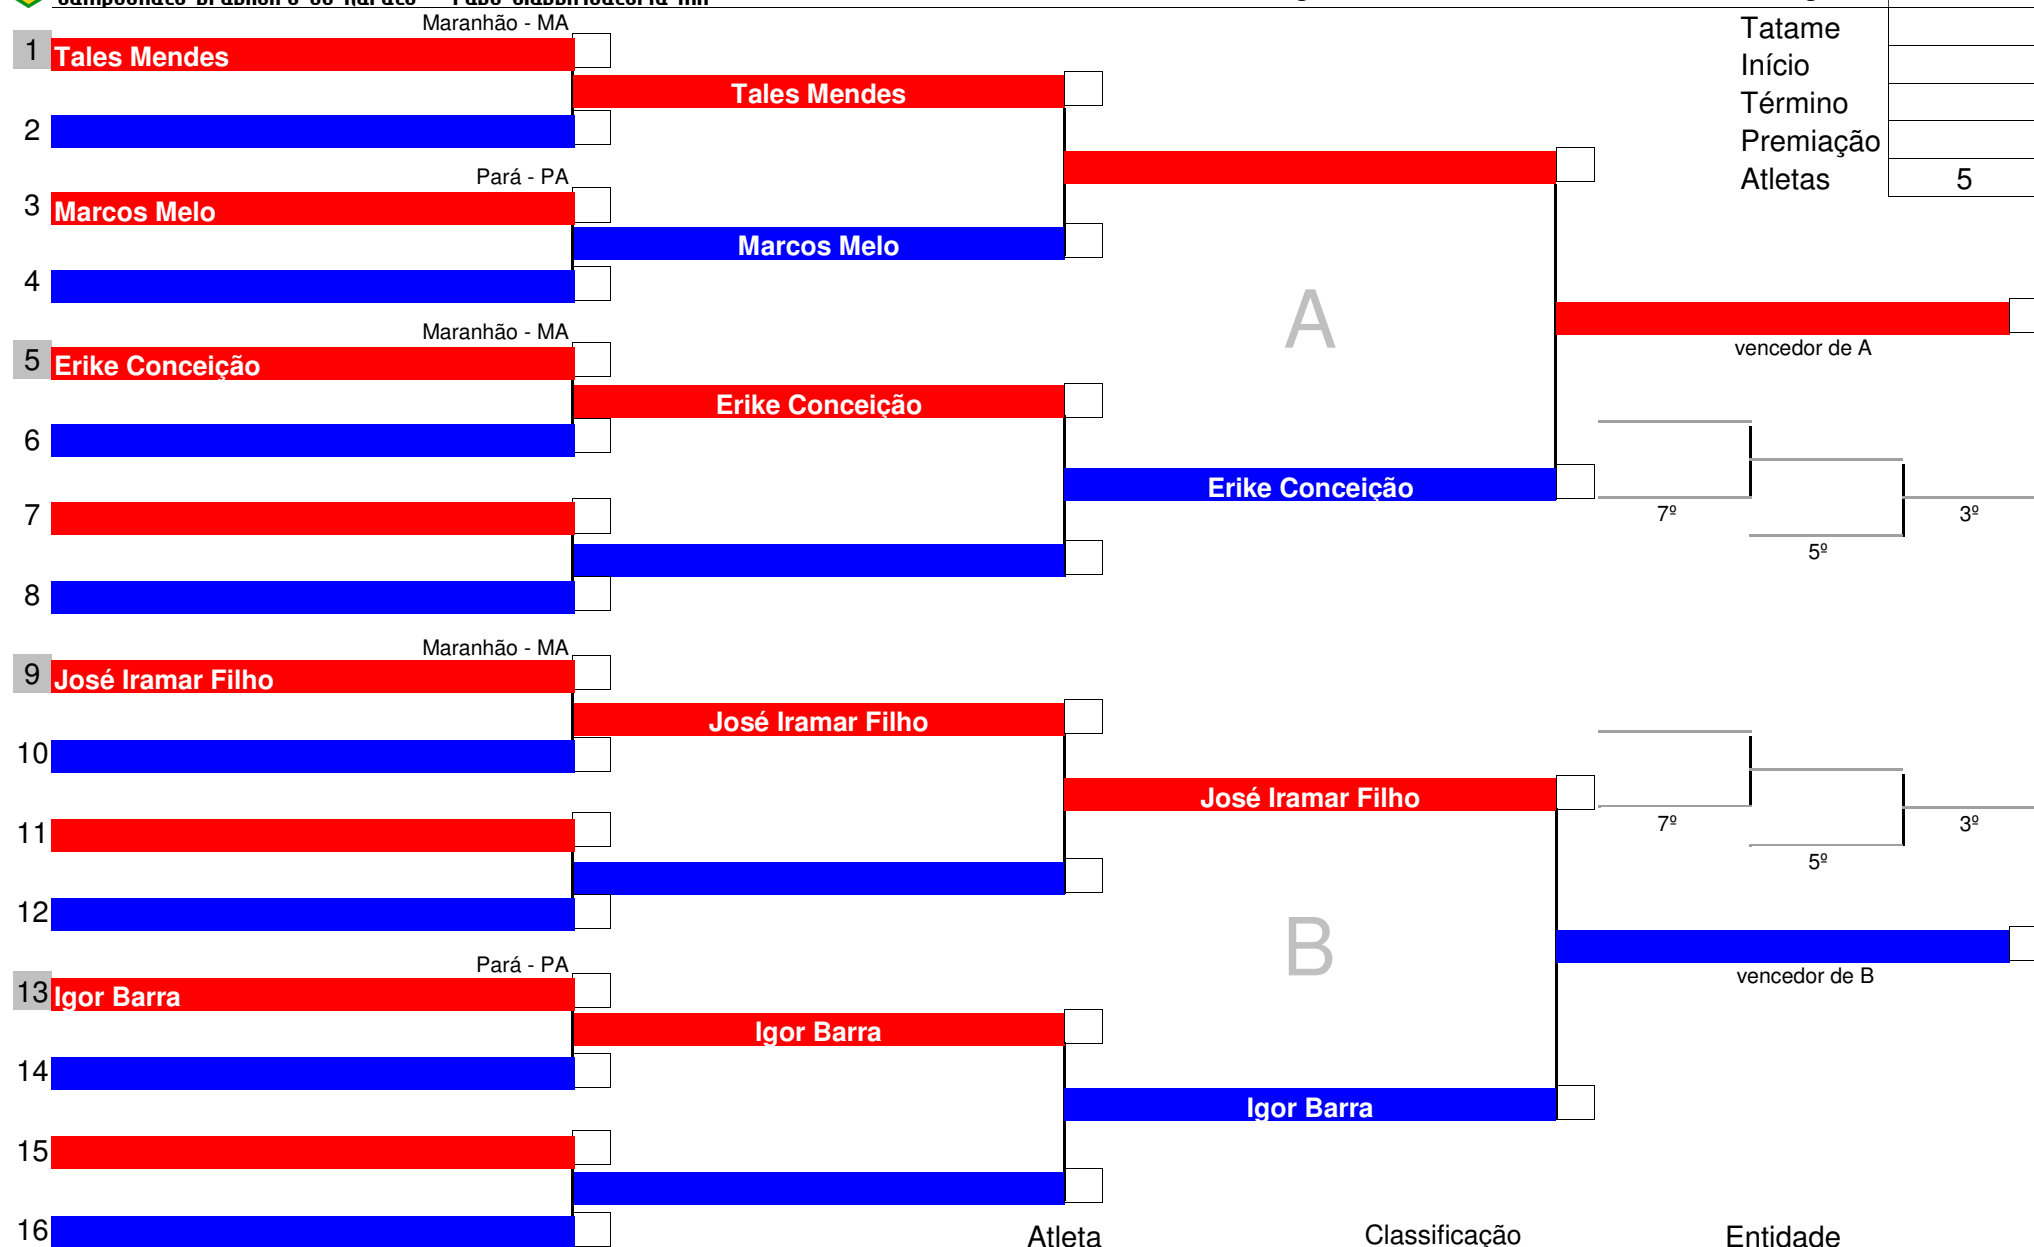 Maranhão - MA
1 Tales Mendes
Tales Mendes
2
Pará - PA
3 Marcos Melo
Marcos Melo
4
Maranhão - MA
5 Erike Conceição
Erike Conceição
6
Erike Conceição
7
8
Maranhão - MA
9 José Iramar Filho
José Iramar Filho
10
José Iramar Filho
11
12
Pará - PA
13 Igor Barra
Igor Barra
14
Igor Barra
15
16
A
B
Tatame
Início
Término
Premiação
Atletas 5
vencedor de A
7º
5º
3º
7º
5º
3º
vencedor de B
Atleta Classificação Entidade